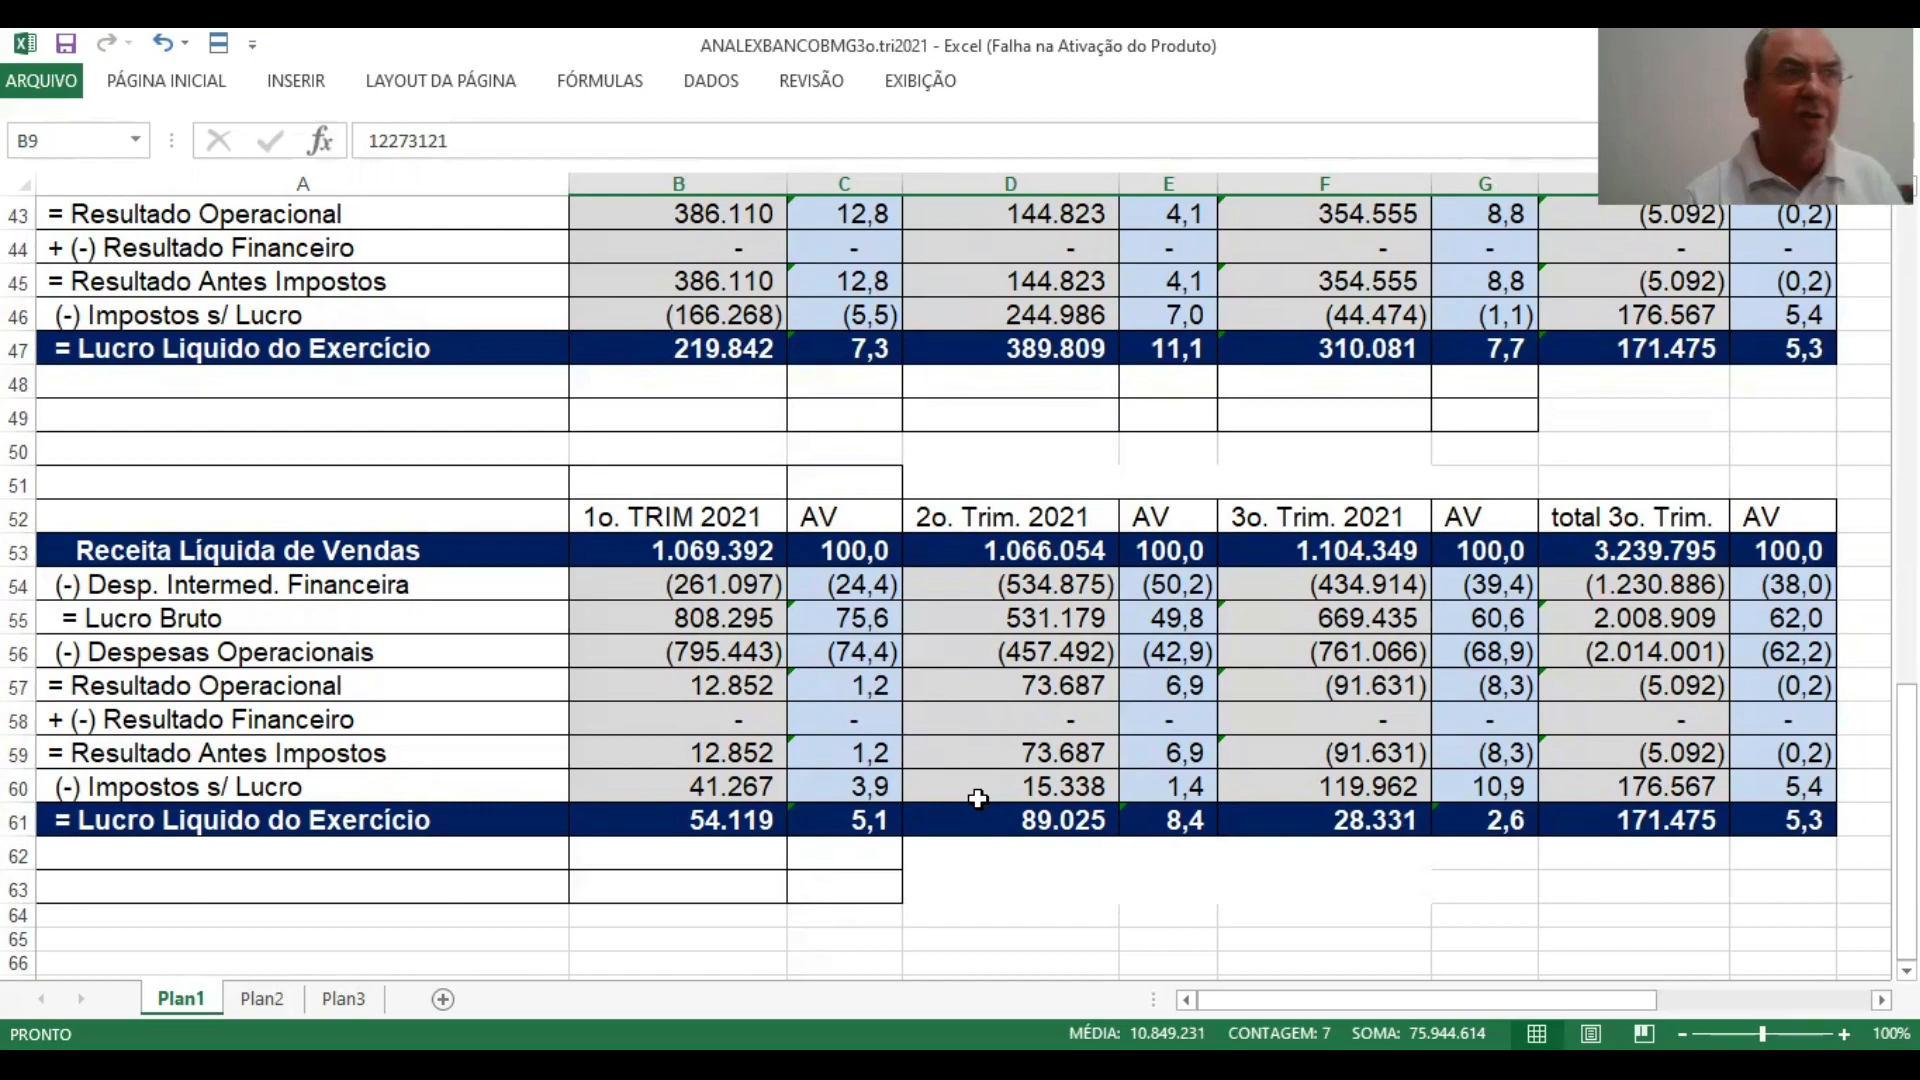 ANALEXBANCOBMG3o.tri2021 - Excel (Falha na Ativação do Produto)
ARQUIVO PÁGINA INICIAL INSERIR LAYOUT DA PÁGINA FÓRMULAS DADOS REVISÃO EXIBIÇÃO
B9 fx 12273121
A B C D E F G
43 = Resultado Operacional 386.110 12,8 144.823 4,1 354.555 8,8 (5.092) (0,2)
44 + (-) Resultado Financeiro - - - - - - - -
45 = Resultado Antes Impostos 386.110 12,8 144.823 4,1 354.555 8,8 (5.092) (0,2)
46 (-) Impostos s/ Lucro (166.268) (5,5) 244.986 7,0 (44.474) (1,1) 176.567 5,4
47 = Lucro Liquido do Exercício 219.842 7,3 389.809 11,1 310.081 7,7 171.475 5,3
48
49
50
51
52 1o. TRIM 2021 AV 2o. Trim. 2021 AV 3o. Trim. 2021 AV total 3o. Trim. AV
53 Receita Líquida de Vendas 1.069.392 100,0 1.066.054 100,0 1.104.349 100,0 3.239.795 100,0
54 (-) Desp. Intermed. Financeira (261.097) (24,4) (534.875) (50,2) (434.914) (39,4) (1.230.886) (38,0)
55 = Lucro Bruto 808.295 75,6 531.179 49,8 669.435 60,6 2.008.909 62,0
56 (-) Despesas Operacionais (795.443) (74,4) (457.492) (42,9) (761.066) (68,9) (2.014.001) (62,2)
57 = Resultado Operacional 12.852 1,2 73.687 6,9 (91.631) (8,3) (5.092) (0,2)
58 + (-) Resultado Financeiro - - - - - - - -
59 = Resultado Antes Impostos 12.852 1,2 73.687 6,9 (91.631) (8,3) (5.092) (0,2)
60 (-) Impostos s/ Lucro 41.267 3,9 15.338 1,4 119.962 10,9 176.567 5,4
61 = Lucro Liquido do Exercício 54.119 5,1 89.025 8,4 28.331 2,6 171.475 5,3
62
63
64
65
66
Plan1 Plan2 Plan3
PRONTO MÉDIA: 10.849.231 CONTAGEM: 7 SOMA: 75.944.614 100%